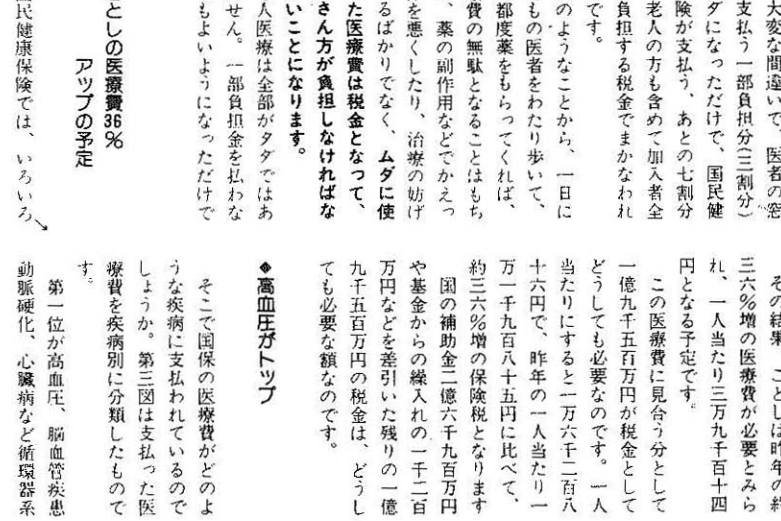 大変な間違いで、医者の窓
支払う一部負担分(三割分)
ダになっただけで、国民健
険が支払う、あとの七割分
老人の方も含めて加入者全
負担する税金でまかなわれ
です。
のようなことから、一日に
もの医者をわたり歩いて、
都度薬をもらってくれば、
費の無駄となることはもち
、薬の副作用などでかえっ
を悪くしたり、治療の妨げ
るばかりでなく、ムダに使
た医療費は税金となって、
さん方が負担しなければな
いことになります。
人医療は全部がタダではあ
せん。一部負担金を払わな
もよいようになっただけで
としの医療費36%
アップの予定
民健康保険では、いろいろ
その結果、ことしは昨年の約
三六%増の医療費が必要とみら
れ、一人当たり三万九千百十四
円となる予定です。
この医療費に見合う分として
一億九千五百万円が税金として
どうしても必要なのです。一人
当たりにすると一万六千二百八
十六円で、昨年の一人当たり一
万一千九百八十五円に比べて、
約三六%増の保険税となります
国の補助金二億六千九百万円
や基金からの繰入れの一千二百
万円などを差引いた残りの一億
九千五百万円の税金は、どうし
ても必要な額なのです。
◆高血圧がトップ
そこで国保の医療費がどのよ
うな疾病に支払われているので
しょうか。第三図は支払った医
療費を疾病別に分類したもので
す。
第一位が高血圧、脳血管疾患
動脈硬化、心臓病など循環器系